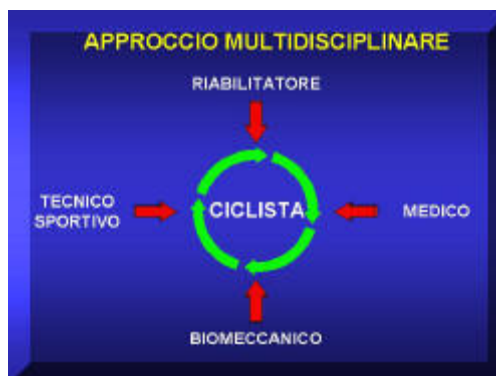 APPROCCIO MULTIDISCIPLINARE
RIABILITATORE
TECNICO
SPORTIVO
CICLISTA
MEDICO
BIOMECCANICO